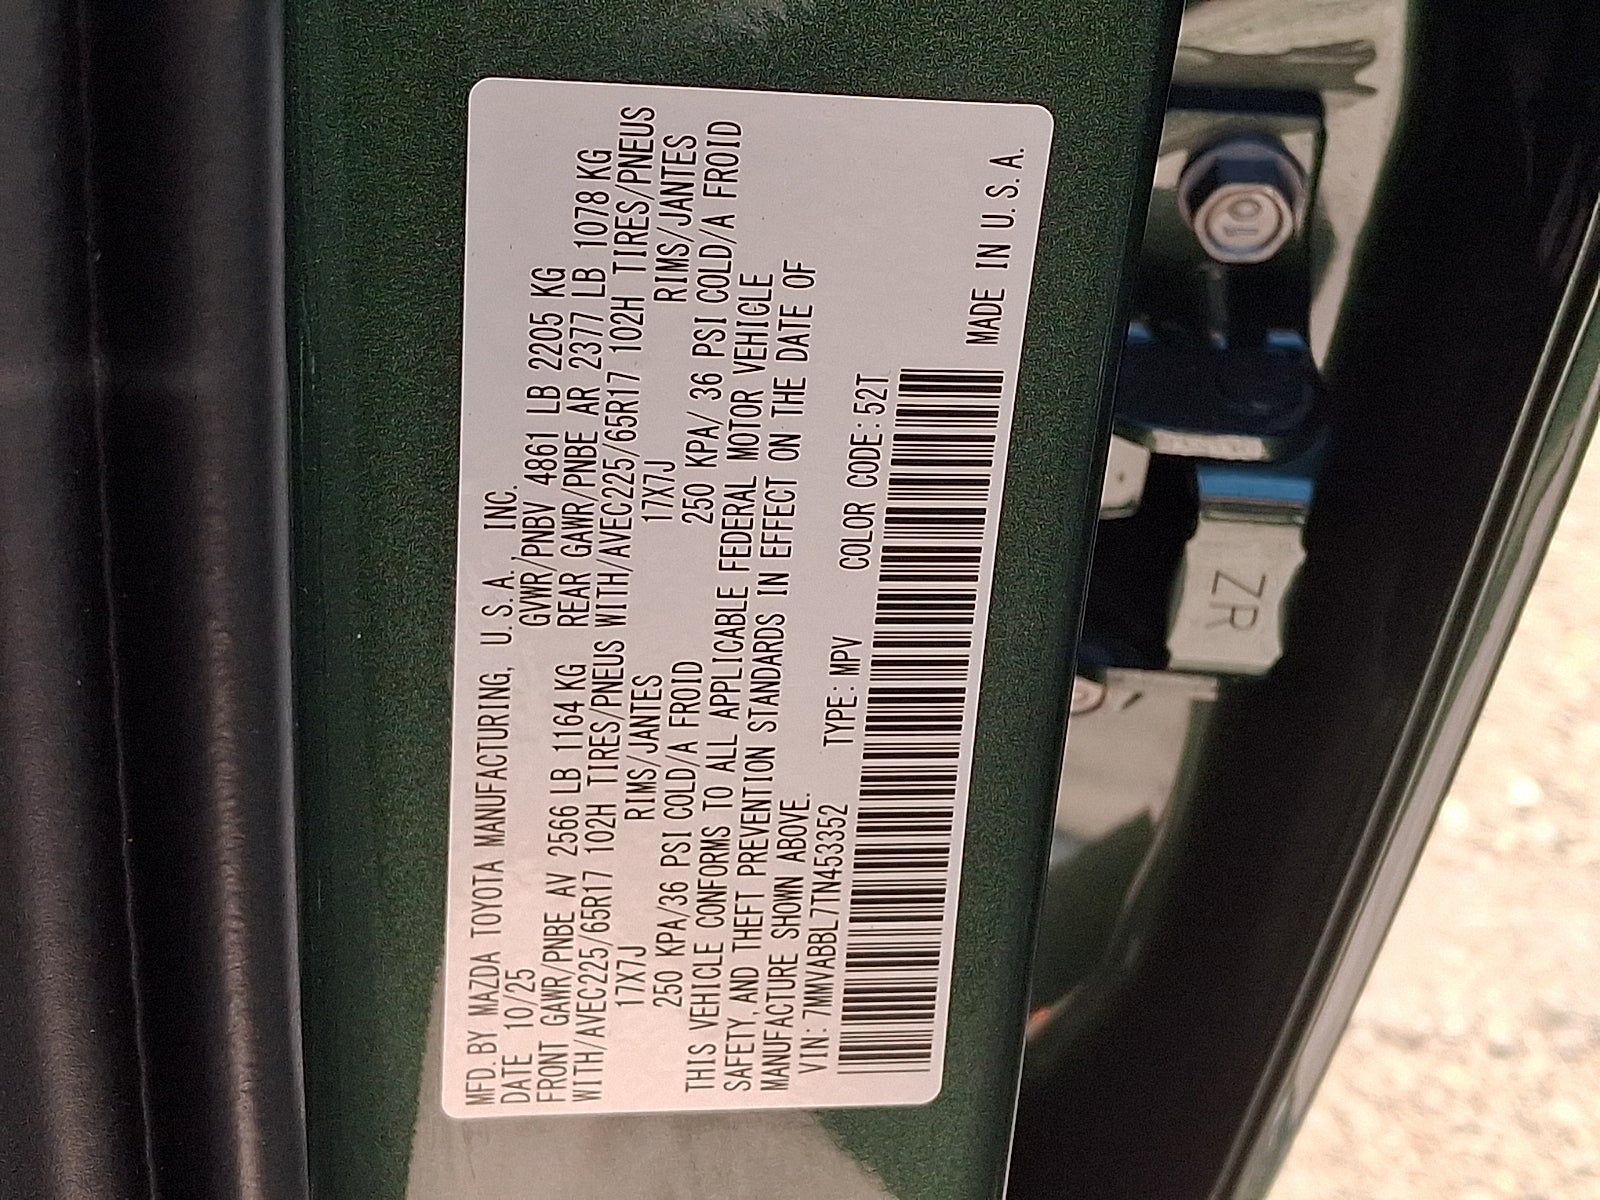 MFD. BY MAZDA TOYOTA MANUFACTURING, U.S.A., INC.
DATE 10/25 GVWR/PNBV 4861 LB 2205 KG
FRONT GAWR/PNBE AV 2566 LB 1164 KG REAR GAWR/PNBE AR 2377 LB 1078 KG
WITH/AVEC225/65R17 102H TIRES/PNEUS WITH/AVEC225/65R17 102H TIRES/PNEUS
17X7J RIMS/JANTES 17X7J RIMS/JANTES
250 KPA/36 PSI COLD/A FROID 250 KPA/ 36 PSI COLD/A FROID
THIS VEHICLE CONFORMS TO ALL APPLICABLE FEDERAL MOTOR VEHICLE
SAFETY, AND THEFT PREVENTION STANDARDS IN EFFECT ON THE DATE OF
MANUFACTURE SHOWN ABOVE.
VIN: 7MMVABBL7TN453352 TYPE: MPV COLOR CODE: 52T
MADE IN U.S.A.
10
ZR